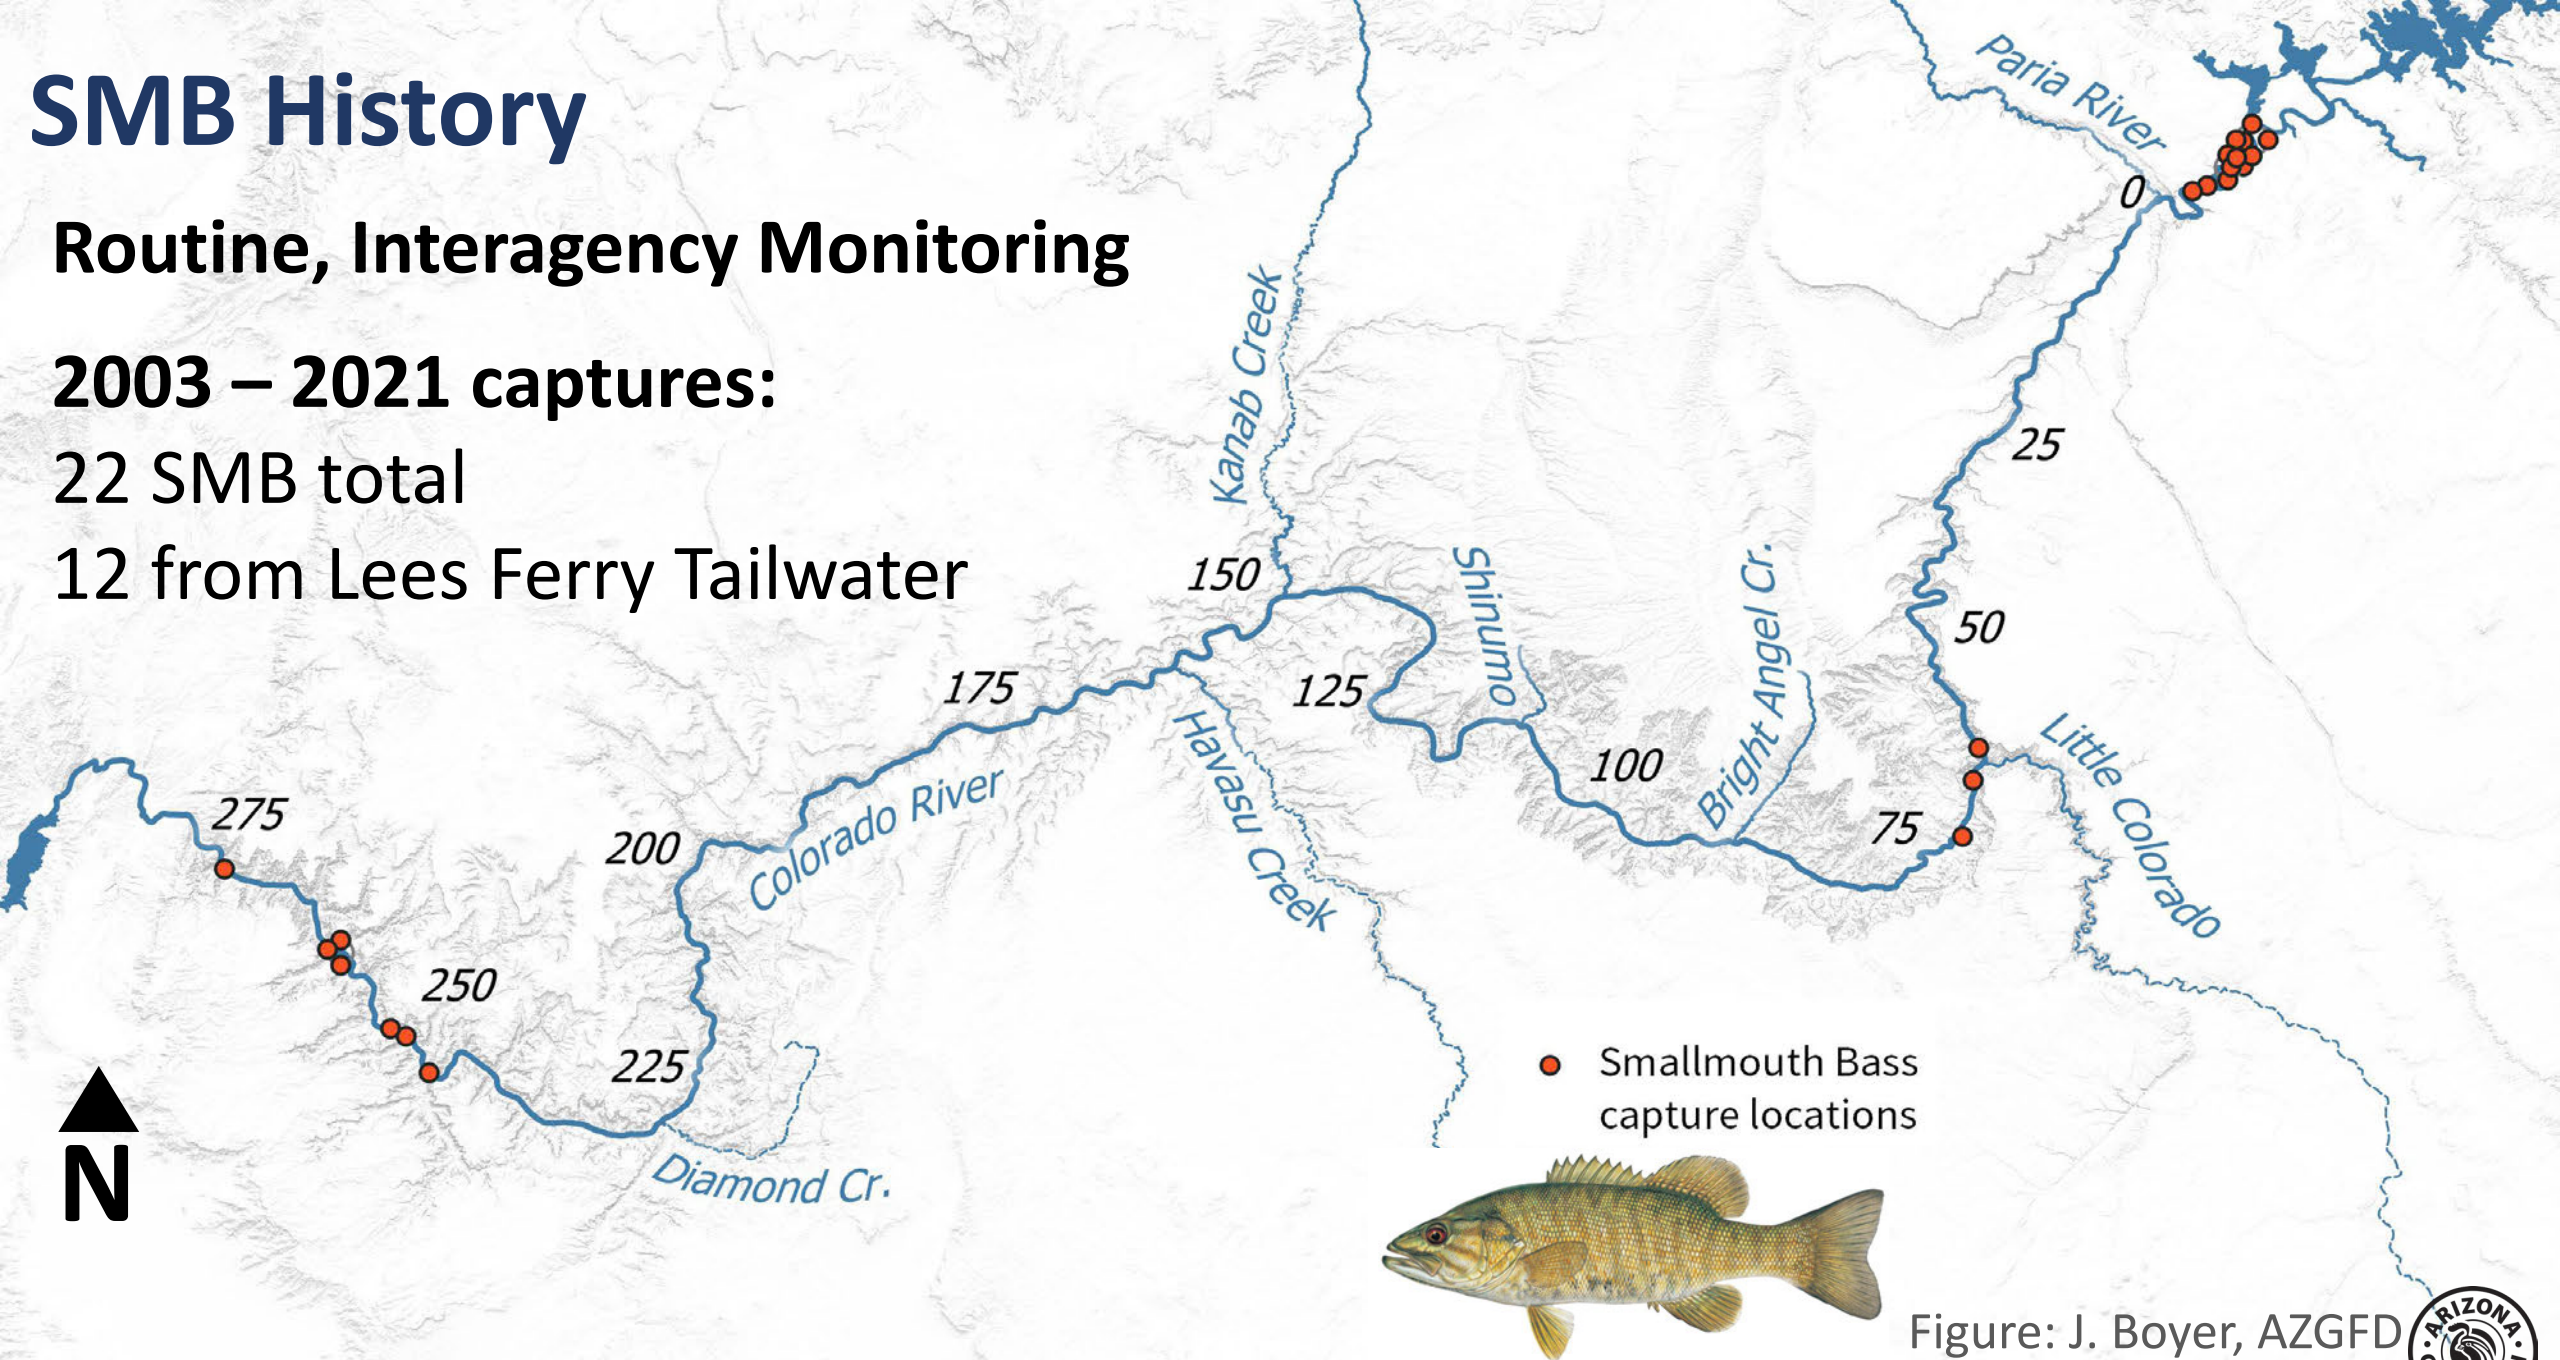 SMB History
Routine, Interagency Monitoring
2003 – 2021 captures:
22 SMB total
12 from Lees Ferry Tailwater
Paria River
0
25
50
Little Colorado
75
Bright Angel Cr.
100
Shinumo
125
Kanab Creek
150
Havasu Creek
175
Colorado River
200
225
Diamond Cr.
250
275
N
Smallmouth Bass
capture locations
Figure: J. Boyer, AZGFD
ARIZONA